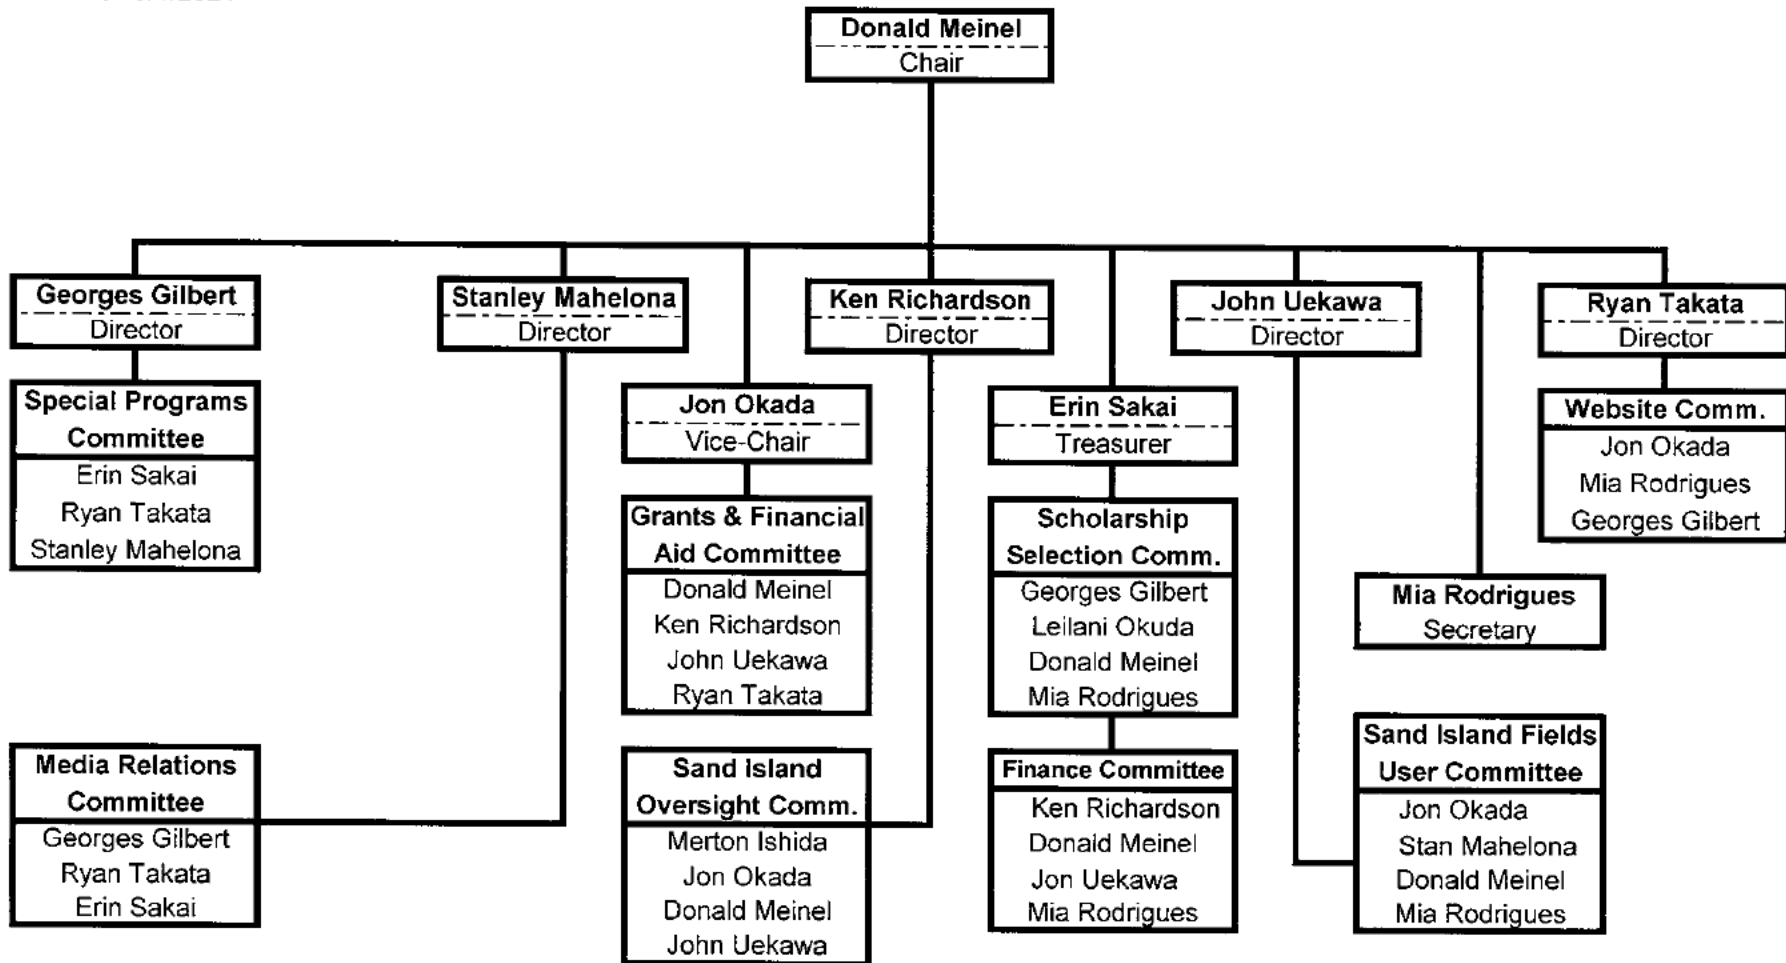 Donald Meinel
Chair
Georges Gilbert
Director
Stanley Mahelona
Director
Ken Richardson
Director
John Uekawa
Director
Ryan Takata
Director
Special Programs
Committee
Erin Sakai
Ryan Takata
Stanley Mahelona
Jon Okada
Vice-Chair
Erin Sakai
Treasurer
Website Comm.
Jon Okada
Mia Rodrigues
Georges Gilbert
Grants & Financial
Aid Committee
Donald Meinel
Ken Richardson
John Uekawa
Ryan Takata
Scholarship
Selection Comm.
Georges Gilbert
Leilani Okuda
Donald Meinel
Mia Rodrigues
Mia Rodrigues
Secretary
Media Relations
Committee
Georges Gilbert
Ryan Takata
Erin Sakai
Sand Island
Oversight Comm.
Merton Ishida
Jon Okada
Donald Meinel
John Uekawa
Finance Committee
Ken Richardson
Donald Meinel
Jon Uekawa
Mia Rodrigues
Sand Island Fields
User Committee
Jon Okada
Stan Mahelona
Donald Meinel
Mia Rodrigues